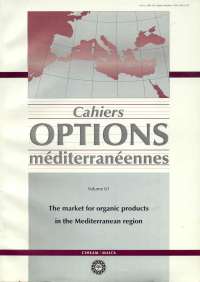 Cahiers
OPTIONS
méditerranéennes
Volume 61
The market for organic products
in the Mediterranean region
CIHEAM / MAICH